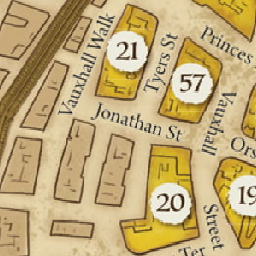 Princes
Vauxhall Walk
21
Tyers St
57
Jonathan St
Vauxhall
Ors
20
19
Street
Ter